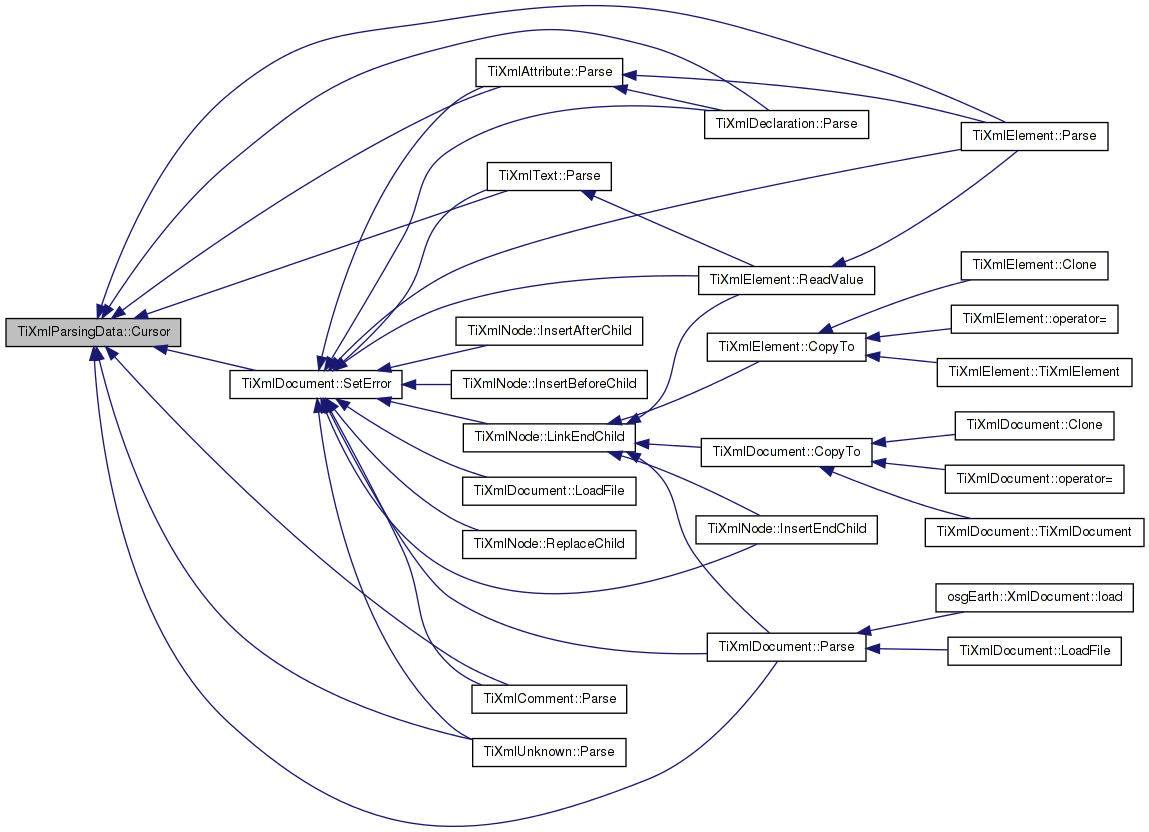 TiXmlAttribute::Parse
TiXmlDeclaration::Parse
TiXmlElement::Parse
TiXmlText::Parse
TiXmlElement::ReadValue
TiXmlElement::Clone
TiXmlElement::operator=
TiXmlParsingData::Cursor
TiXmlNode::InsertAfterChild
TiXmlElement::CopyTo
TiXmlElement::TiXmlElement
TiXmlDocument::SetError
TiXmlNode::InsertBeforeChild
TiXmlDocument::Clone
TiXmlNode::LinkEndChild
TiXmlDocument::CopyTo
TiXmlDocument::operator=
TiXmlDocument::LoadFile
TiXmlNode::InsertEndChild
TiXmlDocument::TiXmlDocument
TiXmlNode::ReplaceChild
osgEarth::XmlDocument::load
TiXmlDocument::Parse
TiXmlDocument::LoadFile
TiXmlComment::Parse
TiXmlUnknown::Parse